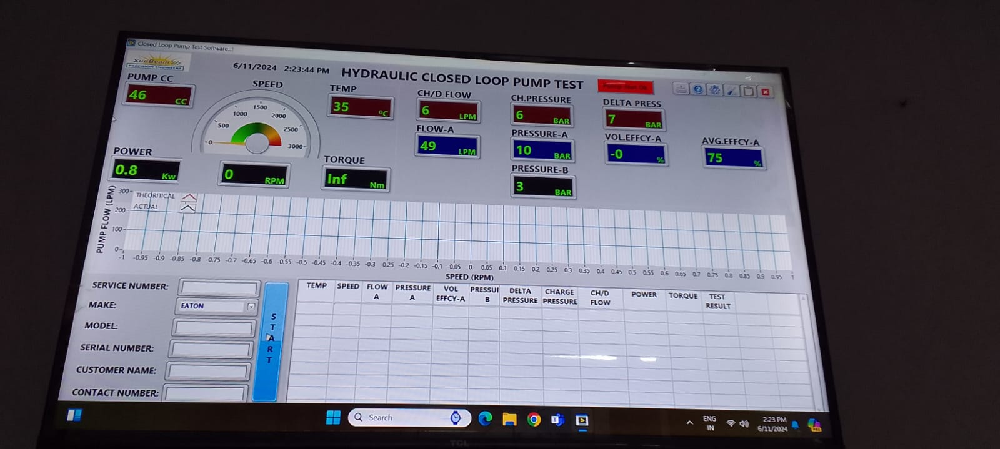 Closed Loop Pump Test Software...!
SunBeam
PRECISION ENGINEERS
6/11/2024 2:23:44 PM
HYDRAULIC CLOSED LOOP PUMP TEST
PUMP CC
46 CC
SPEED
0
500
1000
1500
2000
2500
3000
0 RPM
TEMP
35 °C
CH/D FLOW
6 LPM
CH.PRESSURE
6 BAR
DELTA PRESS
7 BAR
FLOW-A
49 LPM
PRESSURE-A
10 BAR
VOL.EFFCY-A
-0 %
AVG.EFFCY-A
75 %
POWER
0.8 Kw
TORQUE
Inf Nm
PRESSURE-B
3 BAR
THEORITICAL
ACTUAL
PUMP FLOW (LPM)
300
200
100
0
-1 -0.95 -0.9 -0.85 -0.8 -0.75 -0.7 -0.65 -0.6 -0.55 -0.5 -0.45 -0.4 -0.35 -0.3 -0.25 -0.2 -0.15 -0.1 -0.05 0 0.05 0.1 0.15 0.2 0.25 0.3 0.35 0.4 0.45 0.5 0.55 0.6 0.65 0.7 0.75 0.8 0.85 0.9 0.95 1
SPEED (RPM)
SERVICE NUMBER:
MAKE: EATON
MODEL:
SERIAL NUMBER:
CUSTOMER NAME:
CONTACT NUMBER:
START
TEMP SPEED FLOW A PRESSURE A VOL EFFCY-A PRESSUI B DELTA PRESSURE CHARGE PRESSURE CH/D FLOW POWER TORQUE TEST RESULT
Search
ENG
IN
2:23 PM
6/11/2024
TCL